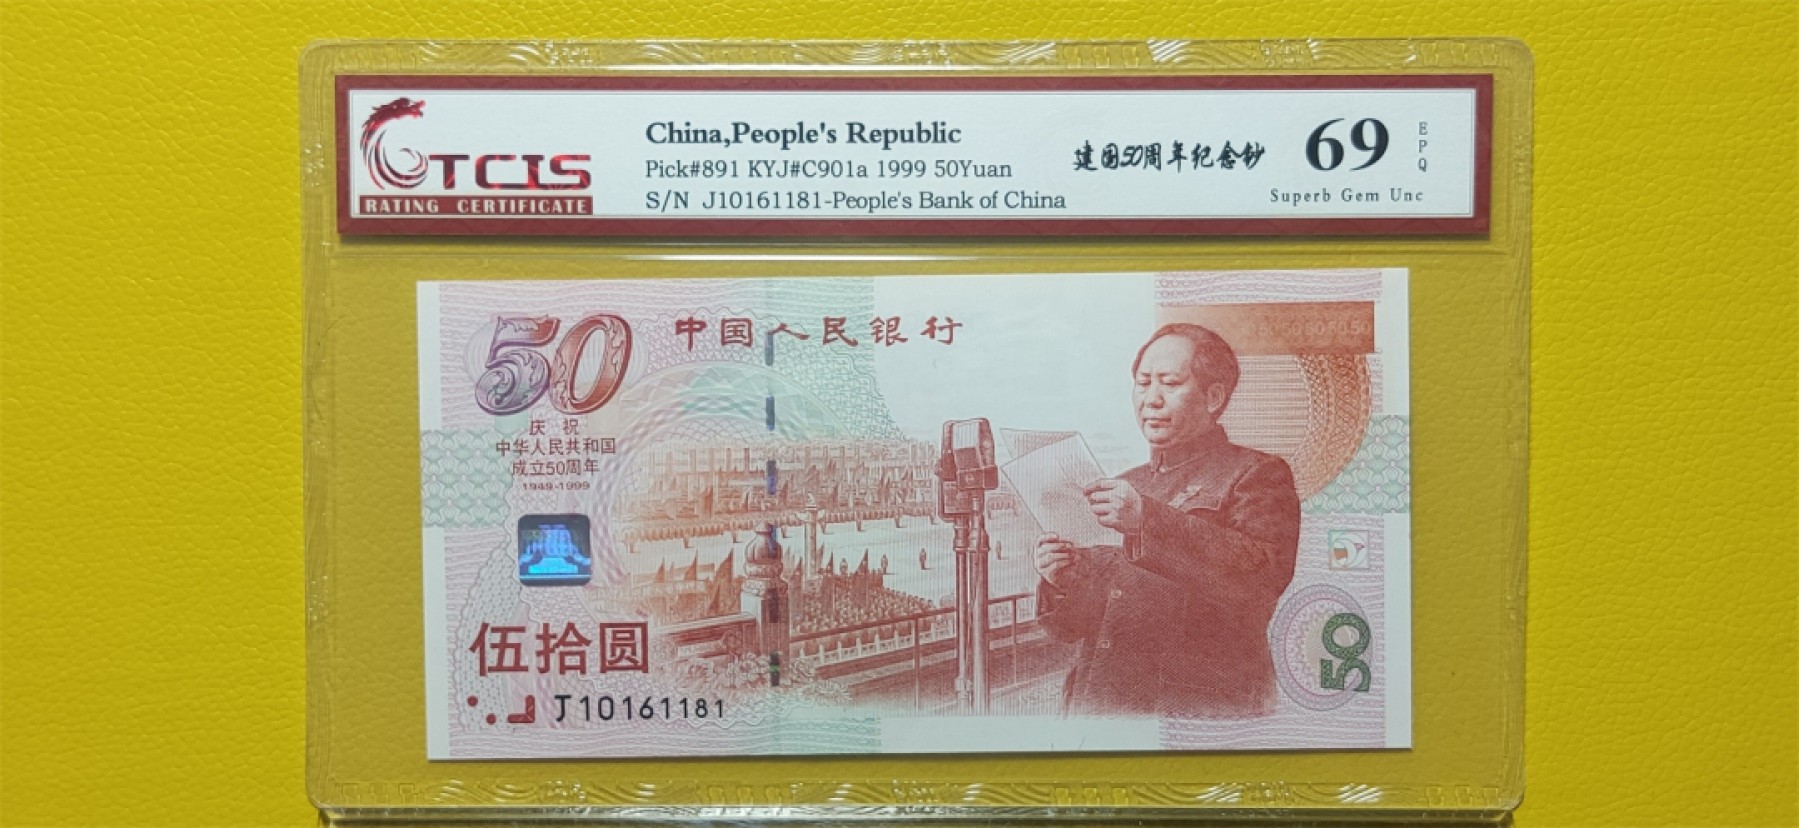 TCIS
RATING CERTIFICATE
China,People's Republic
Pick#891 KYJ#C901a 1999 50Yuan
S/N J10161181-People's Bank of China
建国50周年纪念钞
69
EPQ
Superb Gem Unc
50
中国人民银行
5050505050
庆祝
中华人民共和国
成立50周年
1949-1999
伍拾圆
J10161181
50